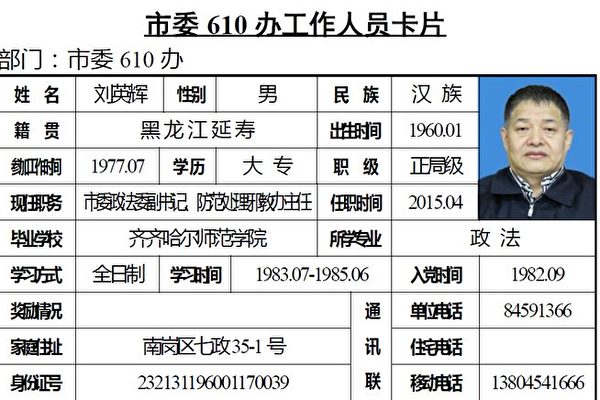 市委 610 办工作人员卡片
部门：市委 610 办
姓 名 刘英辉 性别 男 民 族 汉 族
籍 贯 黑龙江延寿 出生时间 1960.01
参加工作时间 1977.07 学历 大 专 职 级 正局级
现任职务 市委政法委副书记、防范处理邪教办主任 任职时间 2015.04
毕业学校 齐齐哈尔师范学院 所学专业 政 法
学习方式 全日制 学习时间 1983.07-1985.06 入党时间 1982.09
奖励情况 通 单位电话 84591366
家庭住址 南岗区七政 35-1 号 讯 住宅电话
身份证号 232131196001170039 联 移动电话 13804541666